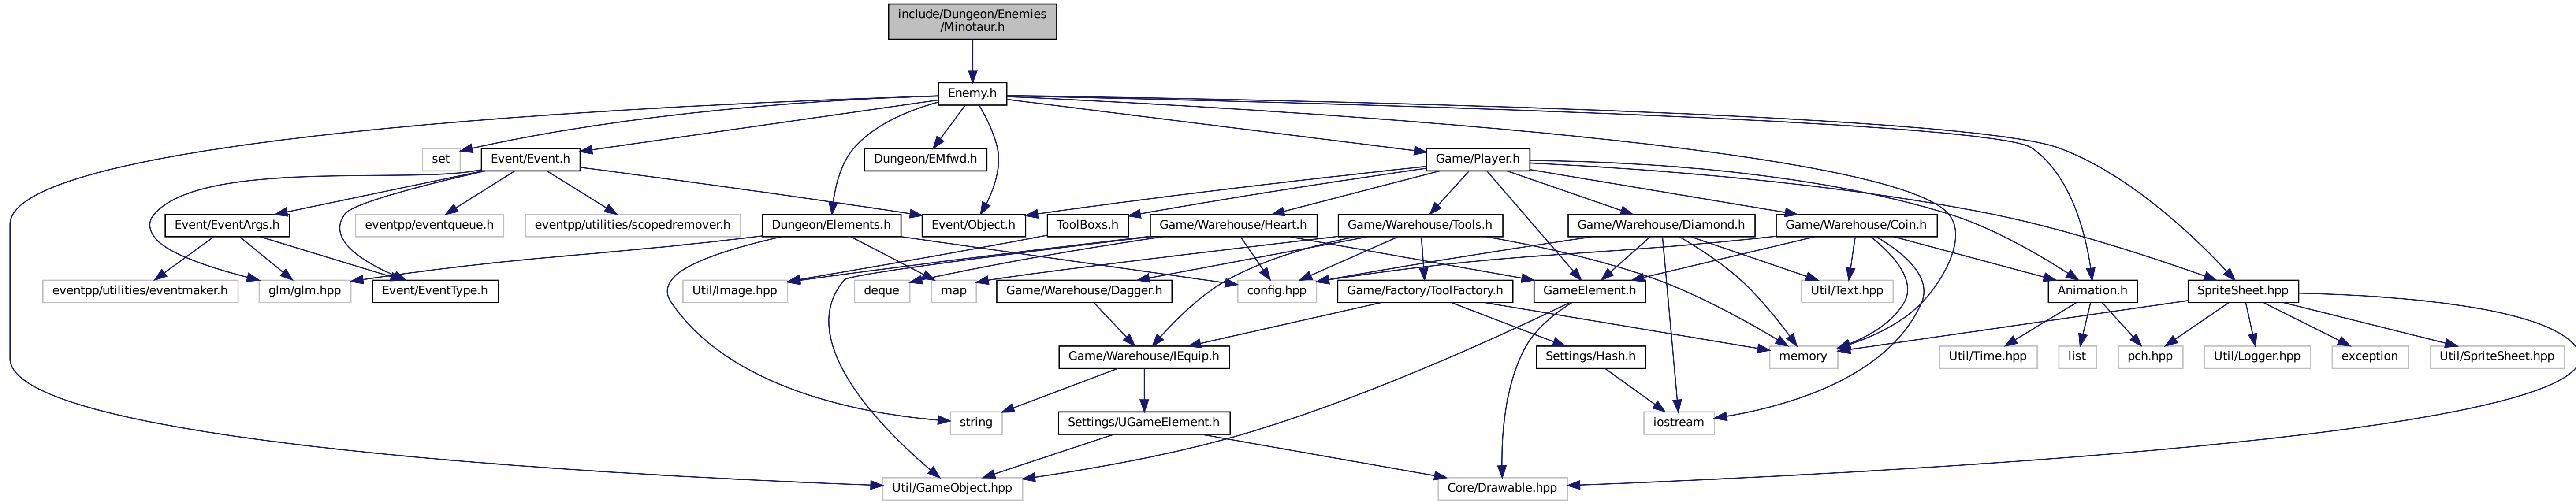 include/Dungeon/Enemies
/Minotaur.h
Enemy.h
set
Event/Event.h
Dungeon/EMfwd.h
Game/Player.h
Event/EventArgs.h
eventpp/eventqueue.h
eventpp/utilities/scopedremover.h
Dungeon/Elements.h
Event/Object.h
ToolBoxs.h
Game/Warehouse/Heart.h
Game/Warehouse/Tools.h
Game/Warehouse/Diamond.h
Game/Warehouse/Coin.h
eventpp/utilities/eventmaker.h
glm/glm.hpp
Event/EventType.h
Util/Image.hpp
deque
map
Game/Warehouse/Dagger.h
config.hpp
Game/Factory/ToolFactory.h
GameElement.h
Util/Text.hpp
Animation.h
SpriteSheet.hpp
Game/Warehouse/IEquip.h
Settings/Hash.h
memory
Util/Time.hpp
list
pch.hpp
Util/Logger.hpp
exception
Util/SpriteSheet.hpp
string
Settings/UGameElement.h
iostream
Util/GameObject.hpp
Core/Drawable.hpp